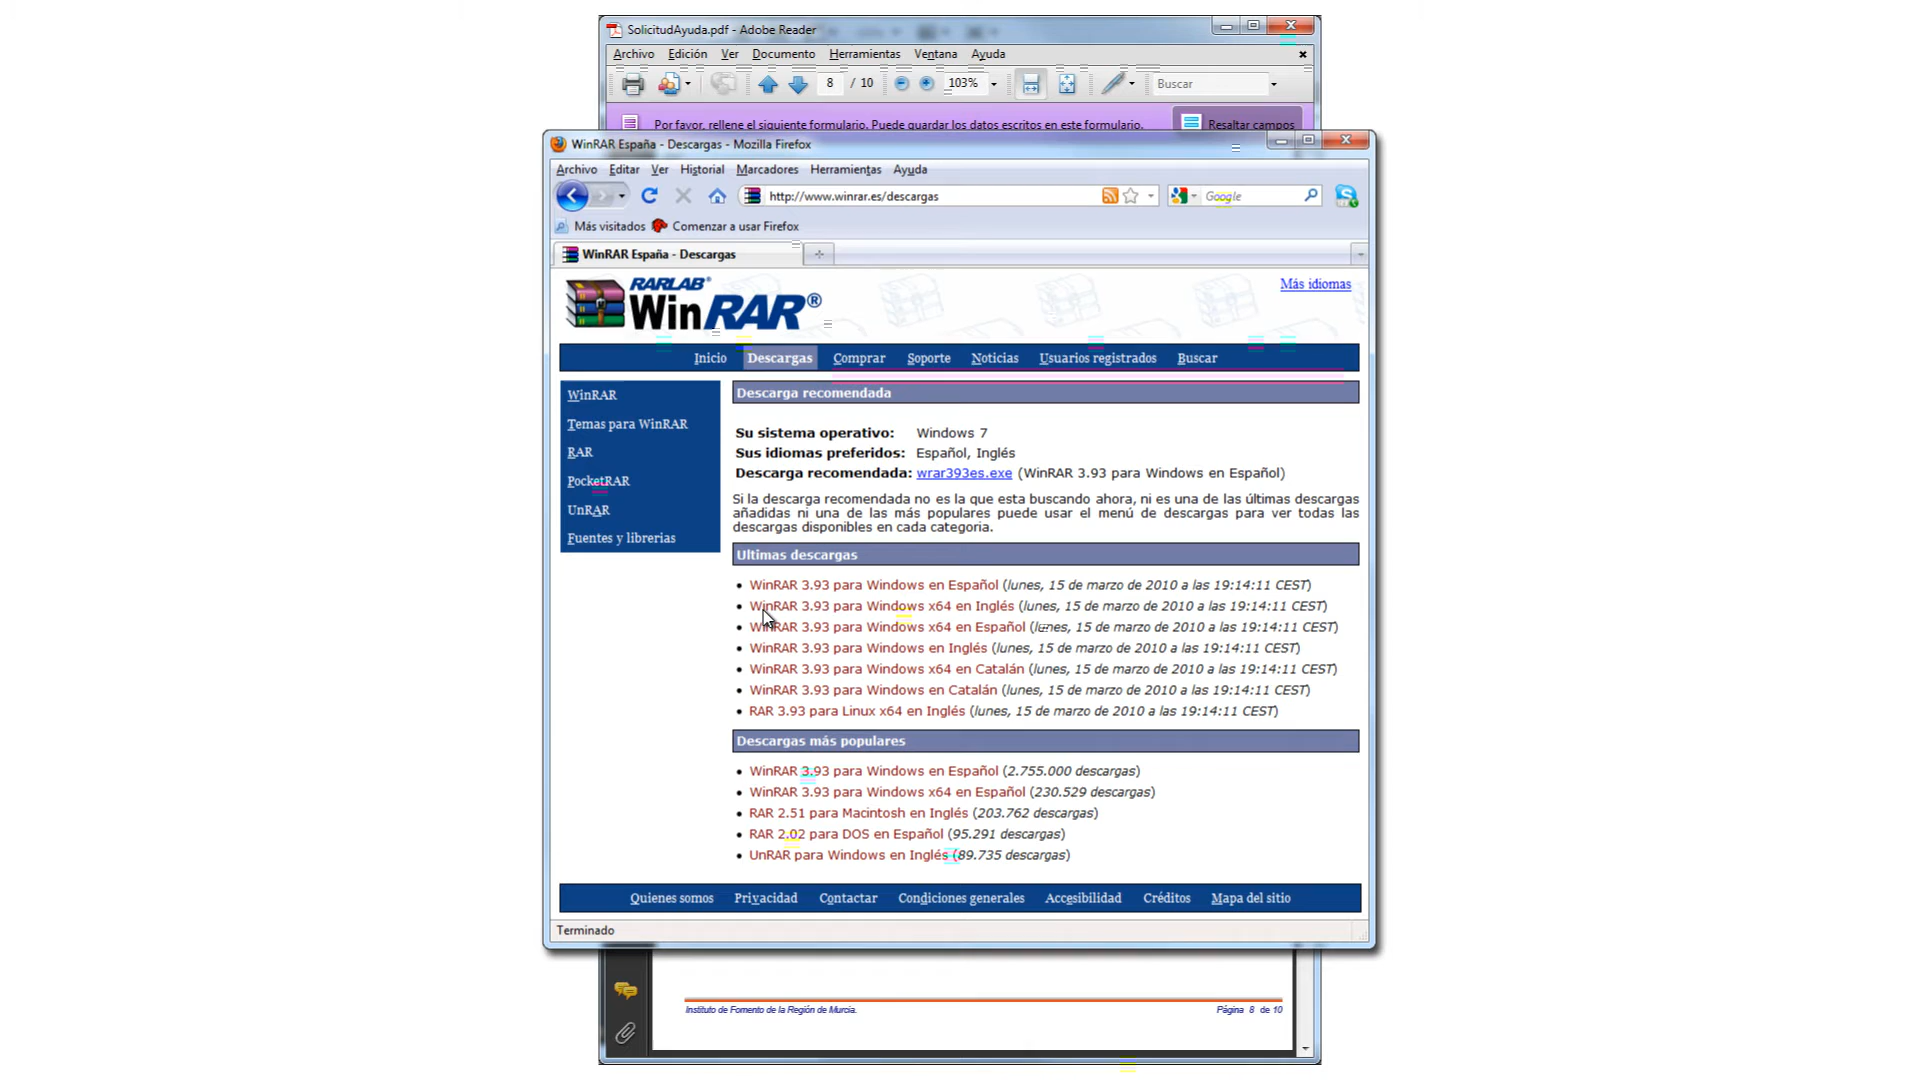 SolicitudAyuda.pdf - Adobe Reader
Archivo Edición Ver Documento Herramientas Ventana Ayuda
8 / 10 103% Buscar
Por favor, rellene el siguiente formulario. Puede guardar los datos escritos en este formulario. Resaltar campos
WinRAR España - Descargas - Mozilla Firefox
Archivo Editar Ver Historial Marcadores Herramientas Ayuda
http://www.winrar.es/descargas Google
Más visitados Comenzar a usar Firefox
WinRAR España - Descargas
RARLAB®
WinRAR®
Más idiomas
Inicio Descargas Comprar Soporte Noticias Usuarios registrados Buscar
WinRAR
Temas para WinRAR
RAR
PocketRAR
UnRAR
Fuentes y librerias
Descarga recomendada
Su sistema operativo: Windows 7
Sus idiomas preferidos: Español, Inglés
Descarga recomendada: wrar393es.exe (WinRAR 3.93 para Windows en Español)
Si la descarga recomendada no es la que esta buscando ahora, ni es una de las últimas descargas
añadidas ni una de las más populares puede usar el menú de descargas para ver todas las
descargas disponibles en cada categoria.
Ultimas descargas
• WinRAR 3.93 para Windows en Español (lunes, 15 de marzo de 2010 a las 19:14:11 CEST)
• WinRAR 3.93 para Windows x64 en Inglés (lunes, 15 de marzo de 2010 a las 19:14:11 CEST)
• WinRAR 3.93 para Windows x64 en Español (lunes, 15 de marzo de 2010 a las 19:14:11 CEST)
• WinRAR 3.93 para Windows en Inglés (lunes, 15 de marzo de 2010 a las 19:14:11 CEST)
• WinRAR 3.93 para Windows x64 en Catalán (lunes, 15 de marzo de 2010 a las 19:14:11 CEST)
• WinRAR 3.93 para Windows en Catalán (lunes, 15 de marzo de 2010 a las 19:14:11 CEST)
• RAR 3.93 para Linux x64 en Inglés (lunes, 15 de marzo de 2010 a las 19:14:11 CEST)
Descargas más populares
• WinRAR 3.93 para Windows en Español (2.755.000 descargas)
• WinRAR 3.93 para Windows x64 en Español (230.529 descargas)
• RAR 2.51 para Macintosh en Inglés (203.762 descargas)
• RAR 2.02 para DOS en Español (95.291 descargas)
• UnRAR para Windows en Inglés (89.735 descargas)
Quienes somos Privacidad Contactar Condiciones generales Accesibilidad Créditos Mapa del sitio
Terminado
Instituto de Fomento de la Región de Murcia. Página 8 de 10